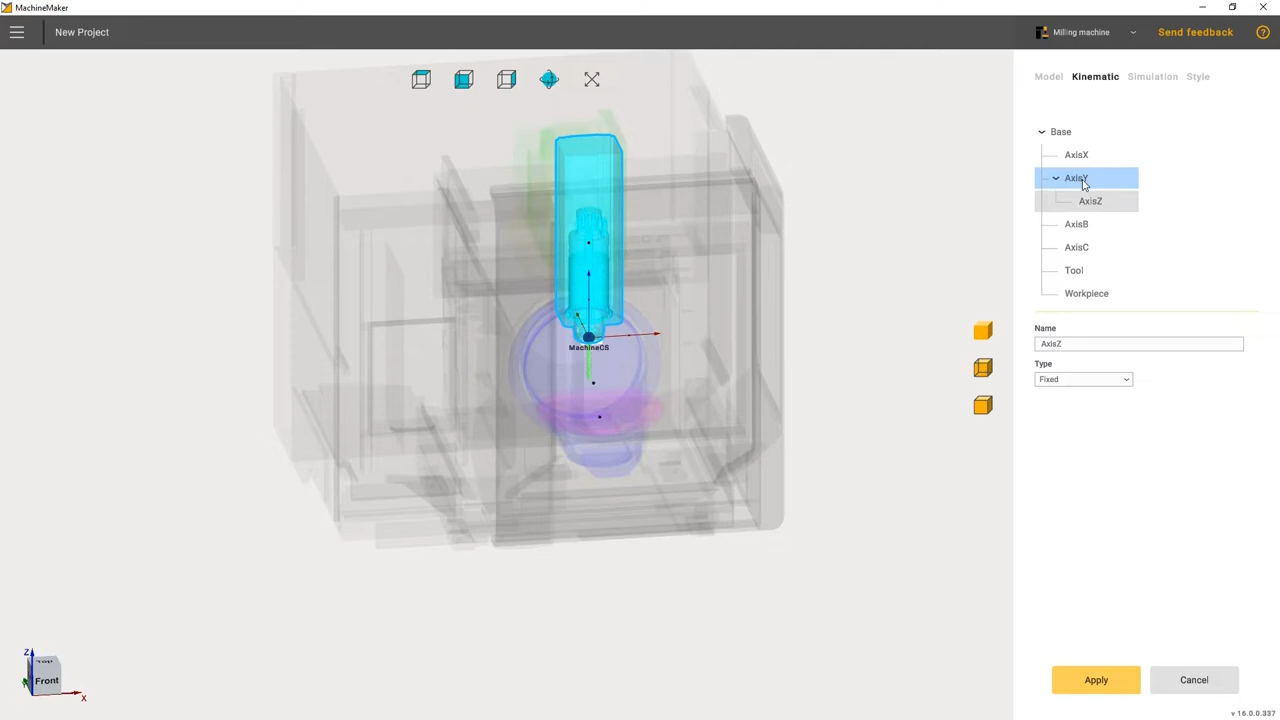 MachineMaker
New Project
Milling machine
Send feedback
Model Kinematic Simulation Style
Base
AxisX
AxisY
AxisZ
AxisB
AxisC
Tool
Workpiece
Name
AxisZ
Type
Fixed
MachineCS
Z
Top
Front
X
Apply
Cancel
v 16.0.0.337